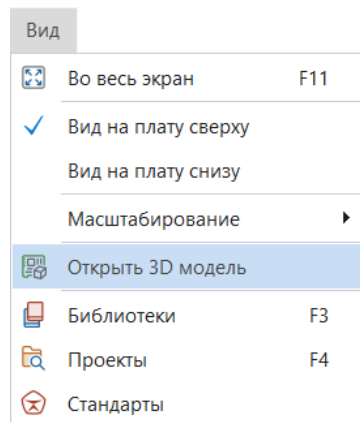 Вид
Во весь экран F11
Вид на плату сверху
Вид на плату снизу
Масштабирование
Открыть 3D модель
Библиотеки F3
Проекты F4
Стандарты